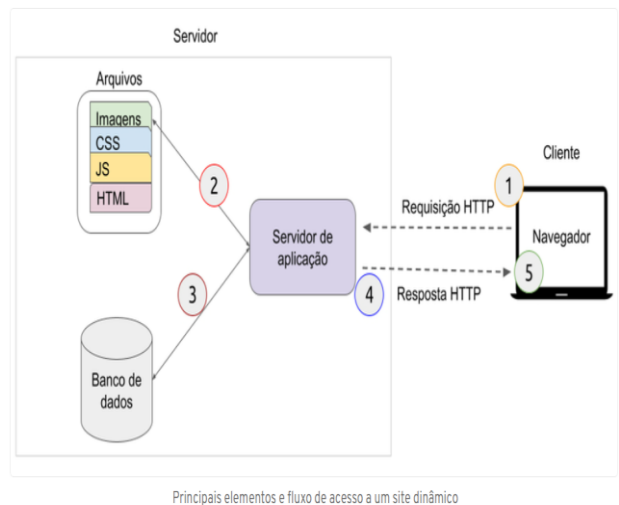 Servidor
Arquivos
Imagens
CSS
JS
HTML
2
3
Banco de
dados
Servidor de
aplicação
4
Cliente
1
Requisição HTTP
Navegador
5
Resposta HTTP
Principais elementos e fluxo de acesso a um site dinâmico